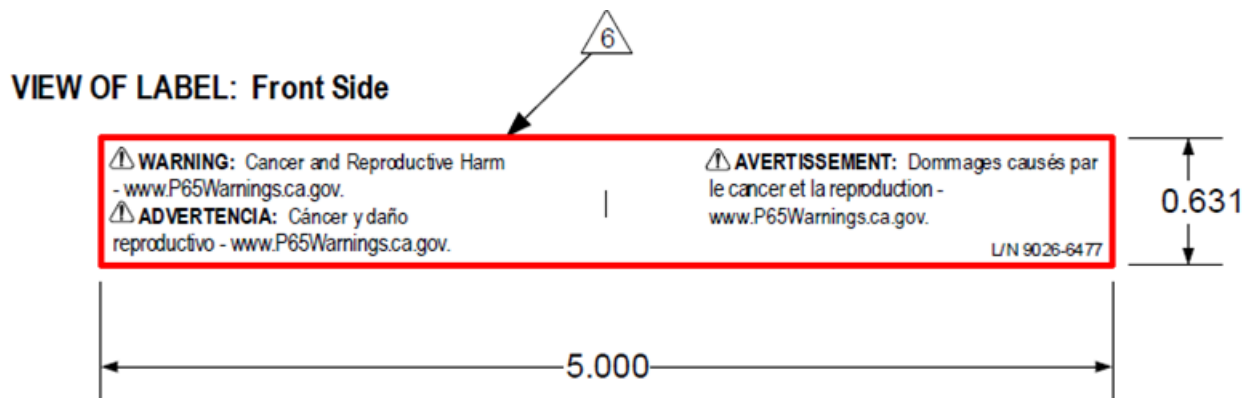 6
VIEW OF LABEL: Front Side
⚠ WARNING: Cancer and Reproductive Harm
- www.P65Warnings.ca.gov.
⚠ ADVERTENCIA: Cáncer y daño
reproductivo - www.P65Warnings.ca.gov.
⚠ AVERTISSEMENT: Dommages causés par
le cancer et la reproduction -
www.P65Warnings.ca.gov.
L/N 9026-6477
0.631
5.000